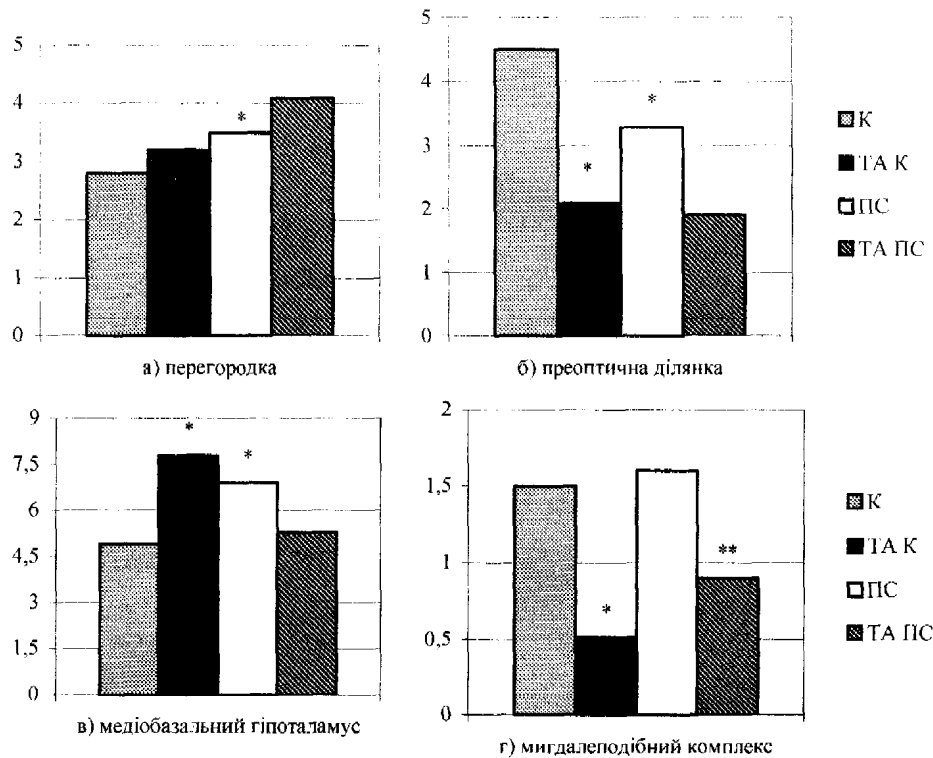 5
4
3
2
1
0
*
а) перегородка
5
4
3
2
1
0
*
*
б) преоптична ділянка
К
ТА К
ПС
ТА ПС
9
7,5
6
4,5
3
1,5
0
*
*
в) медіобазальний гіпоталамус
2
1,5
1
0,5
0
*
**
г) мигдалеподібний комплекс
К
ТА К
ПС
ТА ПС